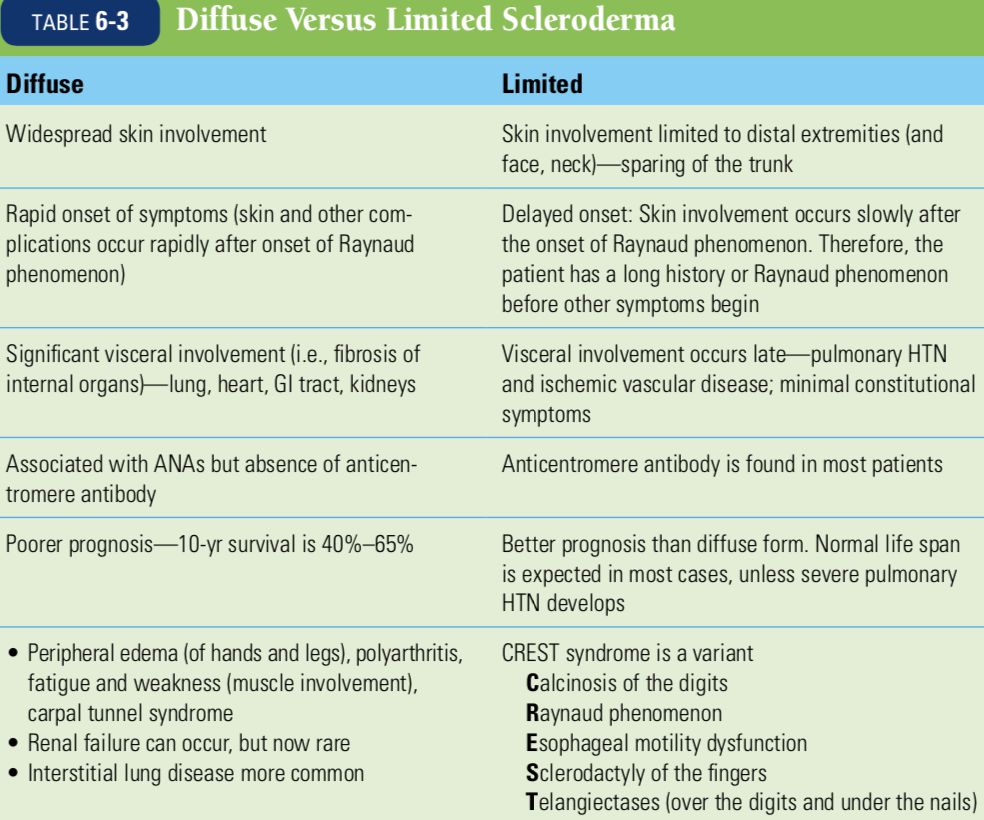 TABLE 6-3 Diffuse Versus Limited Scleroderma
Diffuse
Limited
Widespread skin involvement
Skin involvement limited to distal extremities (and
face, neck)—sparing of the trunk
Rapid onset of symptoms (skin and other com-
plications occur rapidly after onset of Raynaud
phenomenon)
Delayed onset: Skin involvement occurs slowly after
the onset of Raynaud phenomenon. Therefore, the
patient has a long history or Raynaud phenomenon
before other symptoms begin
Significant visceral involvement (i.e., fibrosis of
internal organs)—lung, heart, GI tract, kidneys
Visceral involvement occurs late—pulmonary HTN
and ischemic vascular disease; minimal constitutional
symptoms
Associated with ANAs but absence of anticen-
tromere antibody
Anticentromere antibody is found in most patients
Poorer prognosis—10-yr survival is 40%–65%
Better prognosis than diffuse form. Normal life span
is expected in most cases, unless severe pulmonary
HTN develops
• Peripheral edema (of hands and legs), polyarthritis,
fatigue and weakness (muscle involvement),
carpal tunnel syndrome
• Renal failure can occur, but now rare
• Interstitial lung disease more common
CREST syndrome is a variant
Calcinosis of the digits
Raynaud phenomenon
Esophageal motility dysfunction
Sclerodactyly of the fingers
Telangiectases (over the digits and under the nails)